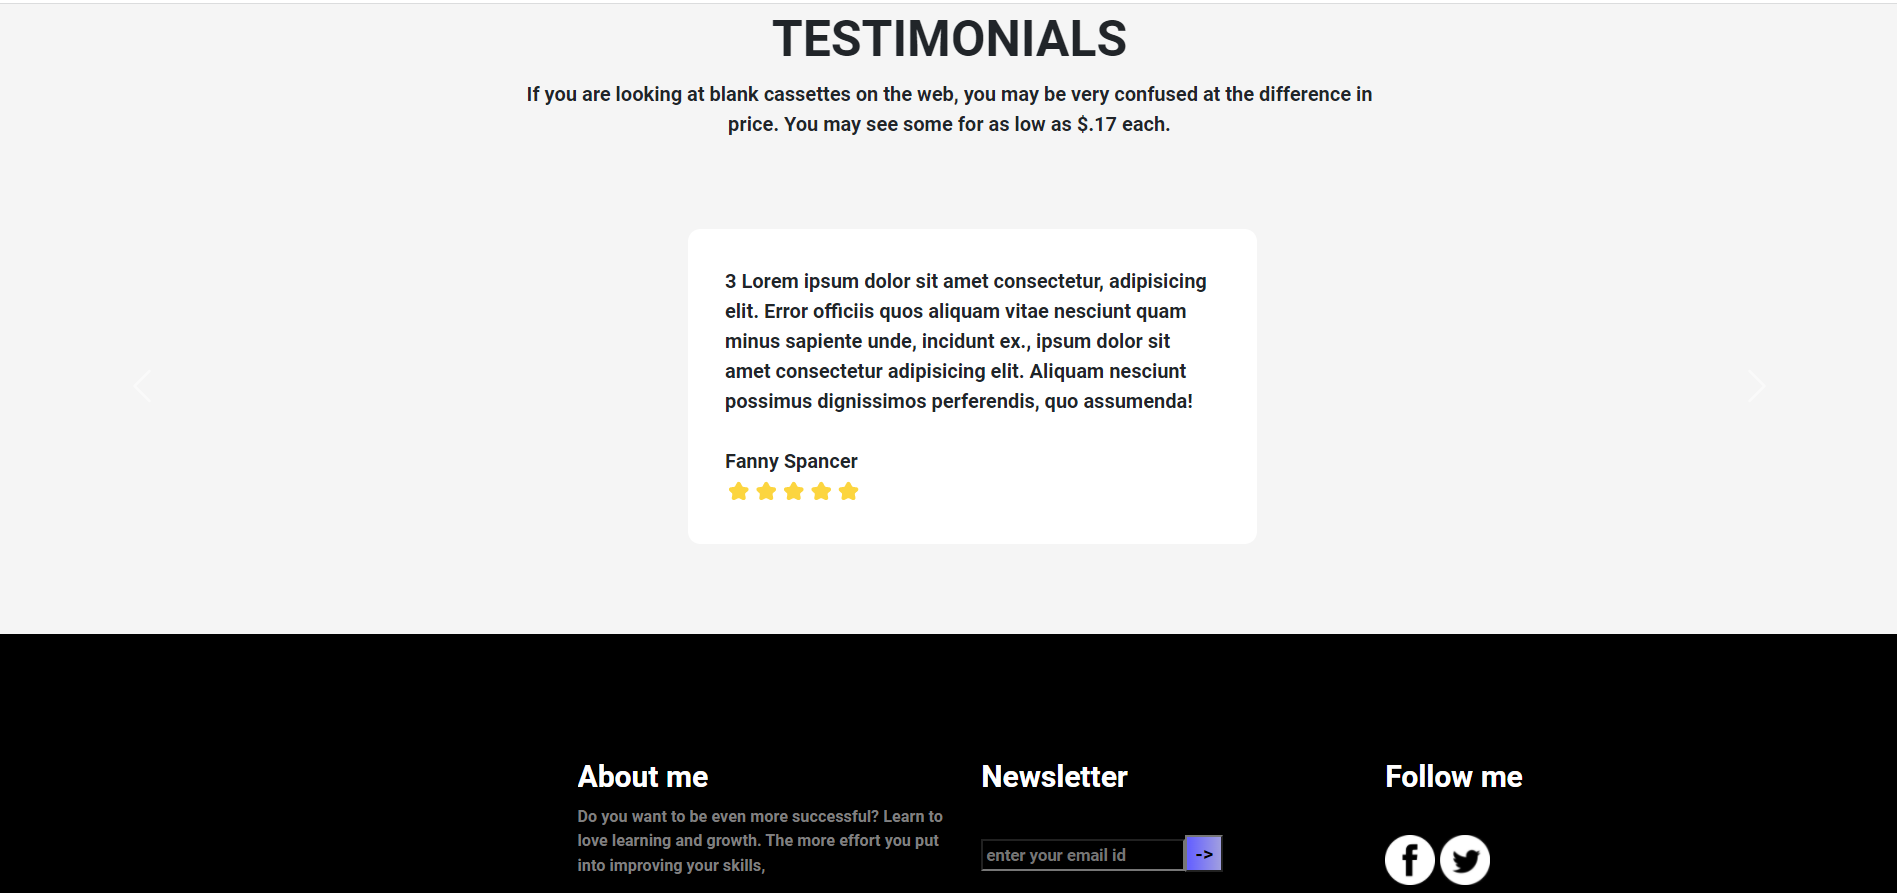 TESTIMONIALS
If you are looking at blank cassettes on the web, you may be very confused at the difference in
price. You may see some for as low as $.17 each.
3 Lorem ipsum dolor sit amet consectetur, adipisicing
elit. Error officiis quos aliquam vitae nesciunt quam
minus sapiente unde, incidunt ex., ipsum dolor sit
amet consectetur adipisicing elit. Aliquam nesciunt
possimus dignissimos perferendis, quo assumenda!
Fanny Spancer
About me
Do you want to be even more successful? Learn to
love learning and growth. The more effort you put
into improving your skills,
Newsletter
enter your email id
->
Follow me